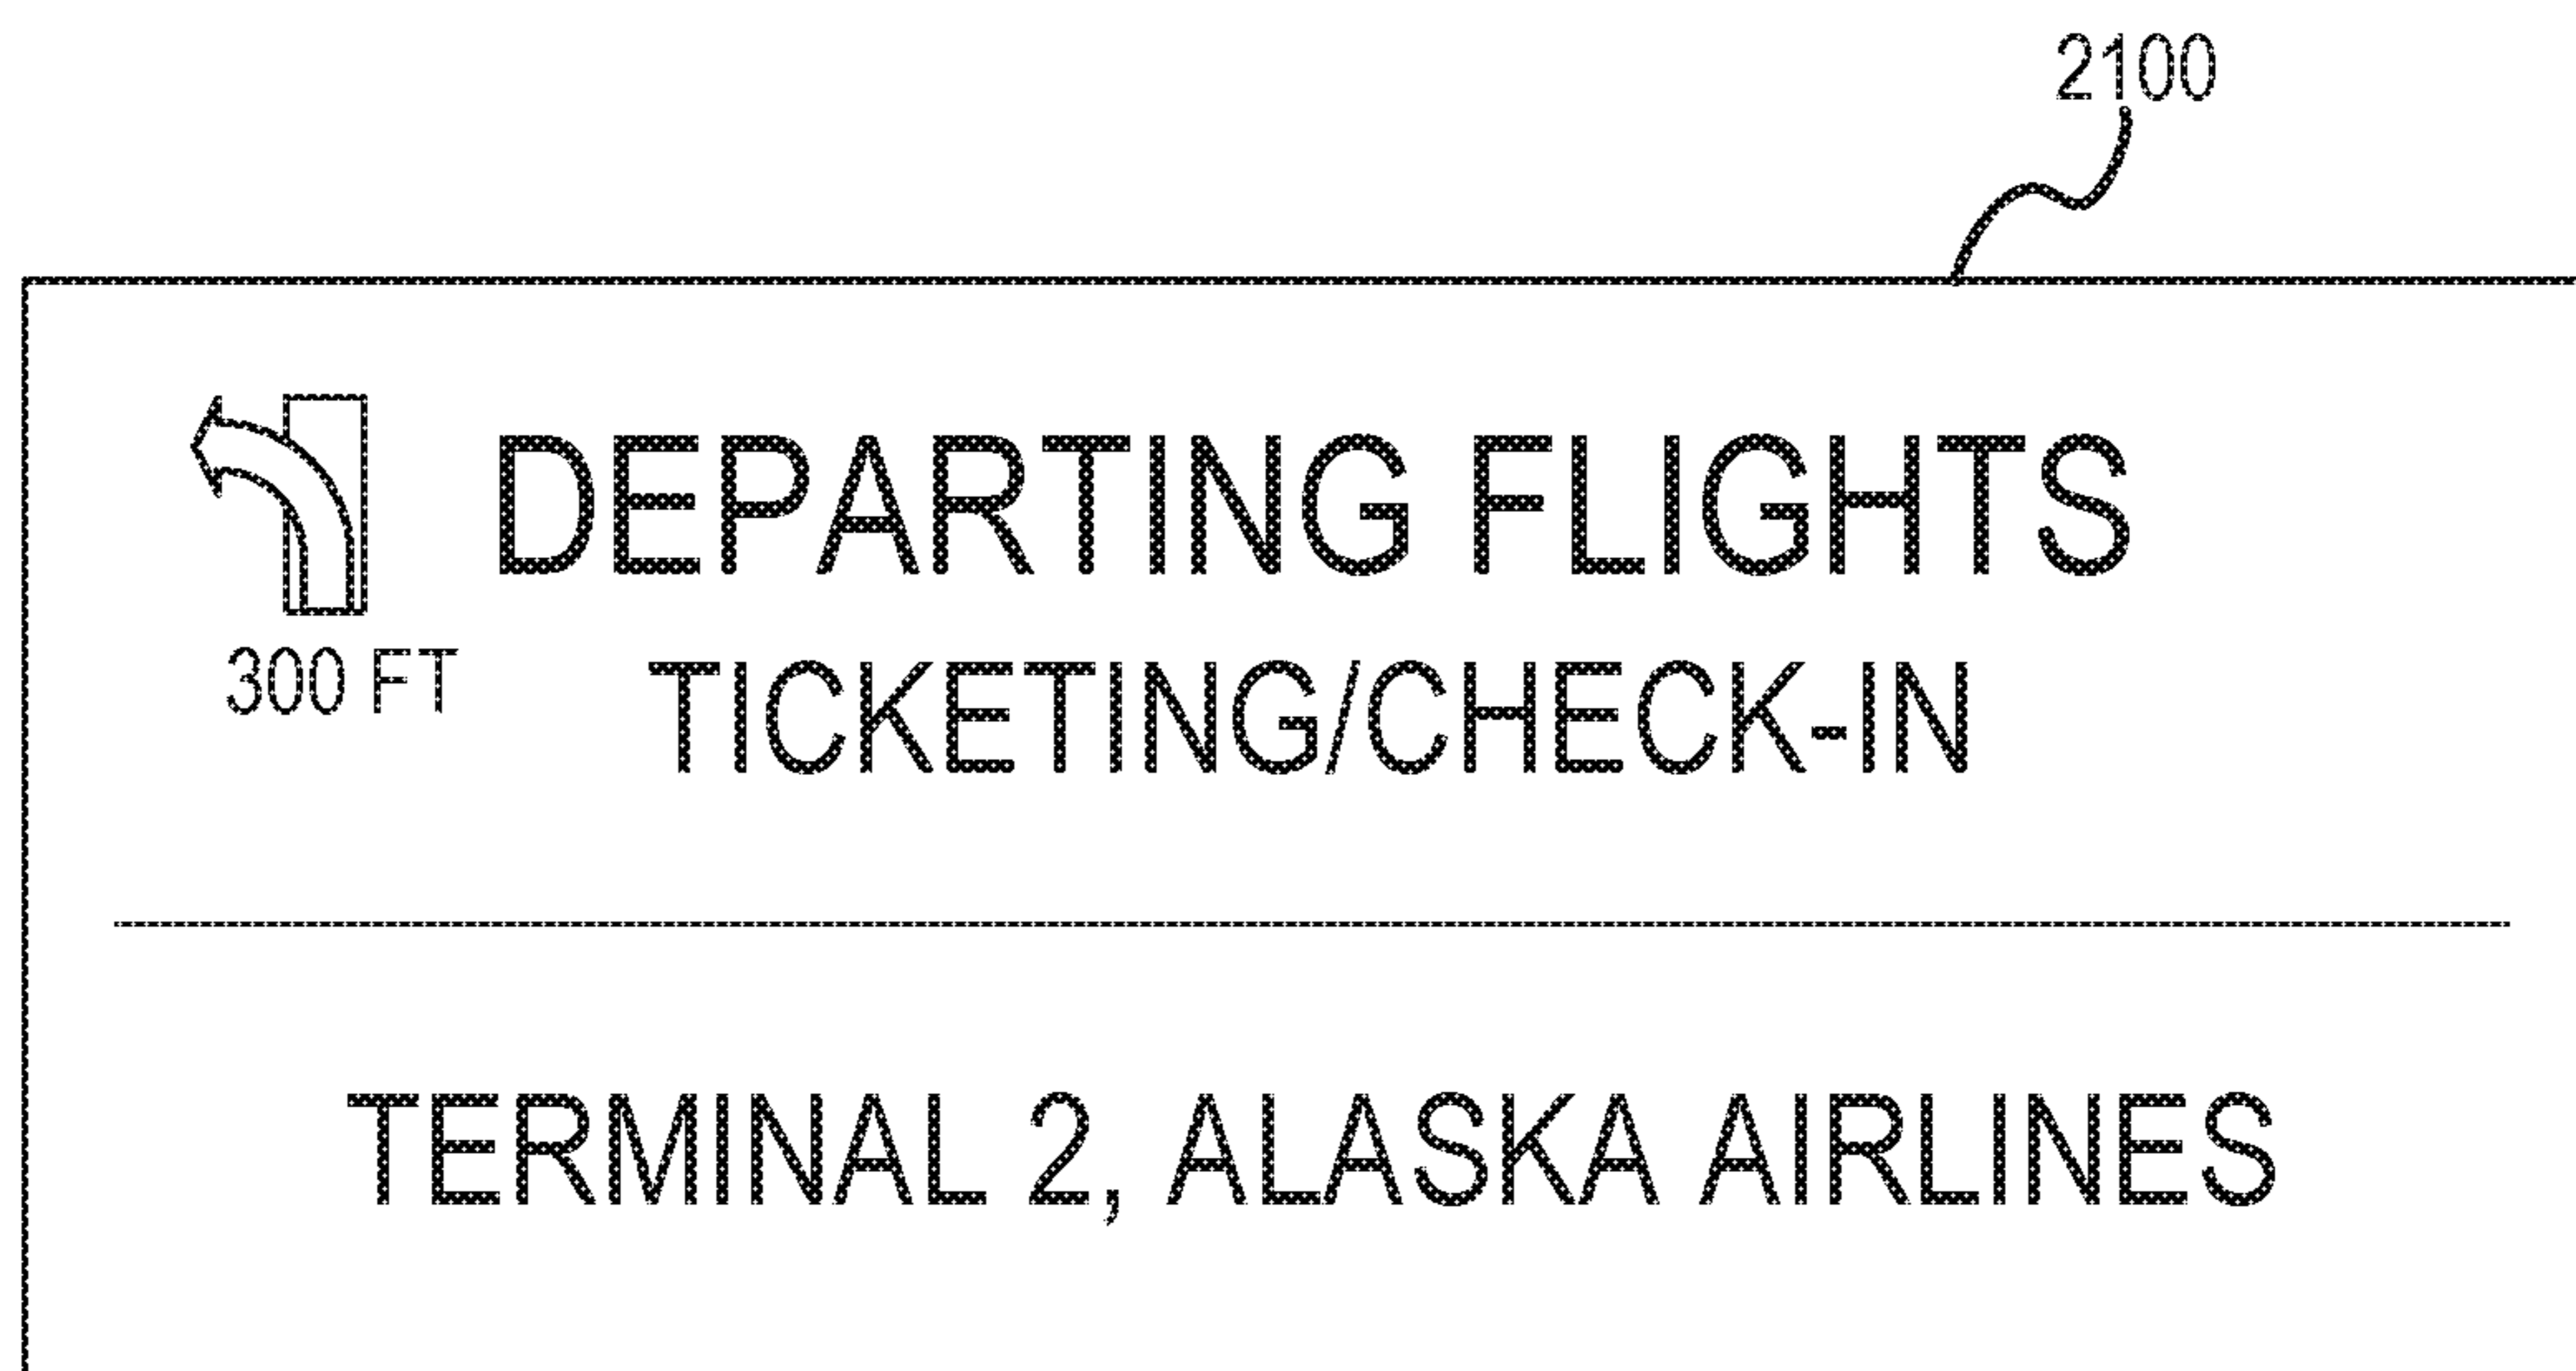 2100
DEPARTING FLIGHTS
300 FT
TICKETING/CHECK-IN
TERMINAL 2, ALASKA AIRLINES